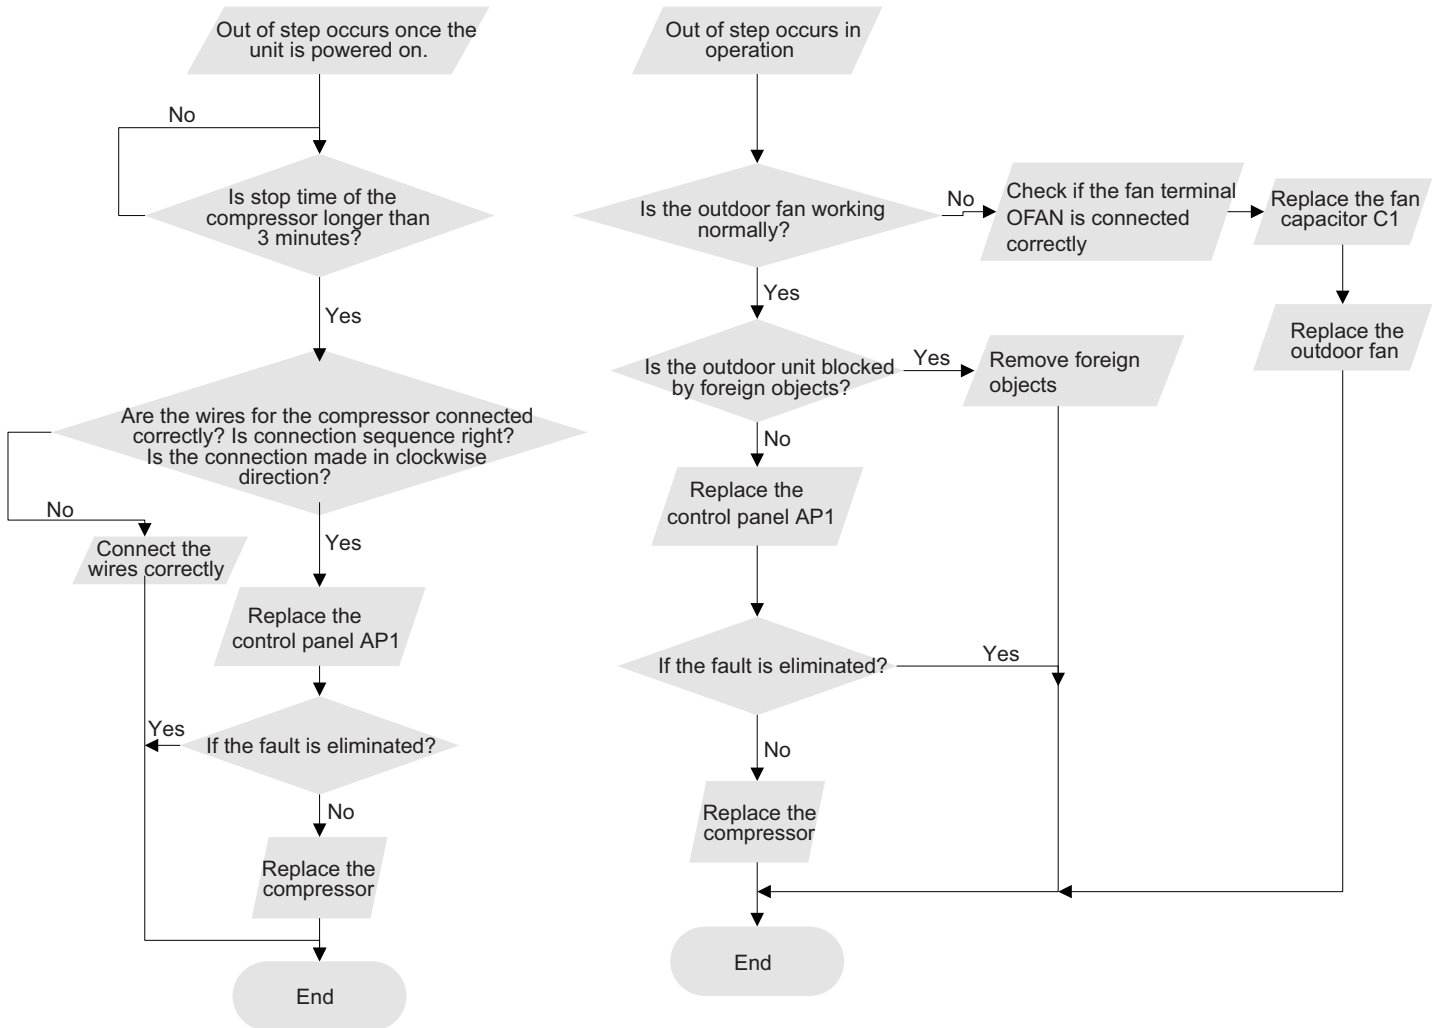 Out of step occurs once the
unit is powered on.
No
Is stop time of the
compressor longer than
3 minutes?
Yes
Are the wires for the compressor connected
correctly? Is connection sequence right?
Is the connection made in clockwise
direction?
No
Connect the
wires correctly
Yes
Replace the
control panel AP1
Yes
If the fault is eliminated?
No
Replace the
compressor
End
Out of step occurs in
operation
Is the outdoor fan working
normally?
No
Check if the fan terminal
OFAN is connected
correctly
Replace the fan
capacitor C1
Replace the
outdoor fan
Yes
Is the outdoor unit blocked
by foreign objects?
Yes
Remove foreign
objects
No
Replace the
control panel AP1
If the fault is eliminated?
Yes
No
Replace the
compressor
End